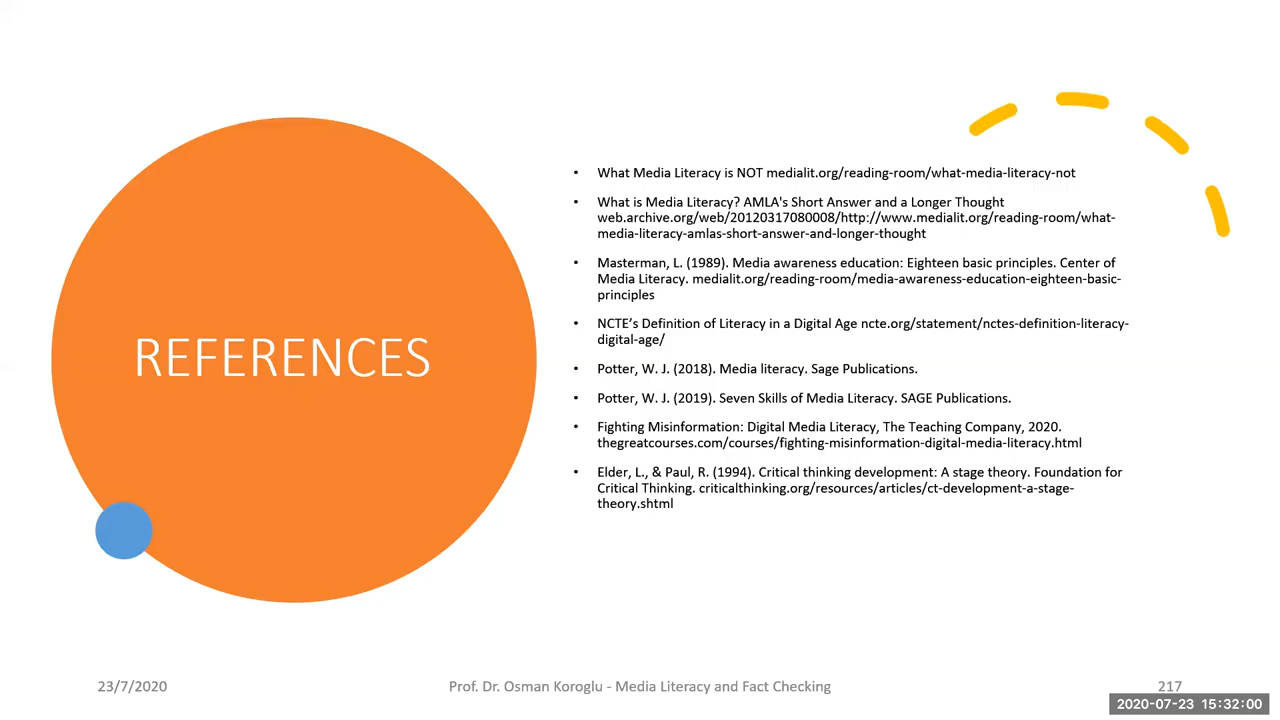 REFERENCES
• What Media Literacy is NOT medialit.org/reading-room/what-media-literacy-not
• What is Media Literacy? AMLA's Short Answer and a Longer Thought
web.archive.org/web/20120317080008/http://www.medialit.org/reading-room/what-
media-literacy-amlas-short-answer-and-longer-thought
• Masterman, L. (1989). Media awareness education: Eighteen basic principles. Center of
Media Literacy. medialit.org/reading-room/media-awareness-education-eighteen-basic-
principles
• NCTE’s Definition of Literacy in a Digital Age ncte.org/statement/nctes-definition-literacy-
digital-age/
• Potter, W. J. (2018). Media literacy. Sage Publications.
• Potter, W. J. (2019). Seven Skills of Media Literacy. SAGE Publications.
• Fighting Misinformation: Digital Media Literacy, The Teaching Company, 2020.
thegreatcourses.com/courses/fighting-misinformation-digital-media-literacy.html
• Elder, L., & Paul, R. (1994). Critical thinking development: A stage theory. Foundation for
Critical Thinking. criticalthinking.org/resources/articles/ct-development-a-stage-
theory.shtml
23/7/2020
Prof. Dr. Osman Koroglu - Media Literacy and Fact Checking
217
2020-07-23 15:32:00